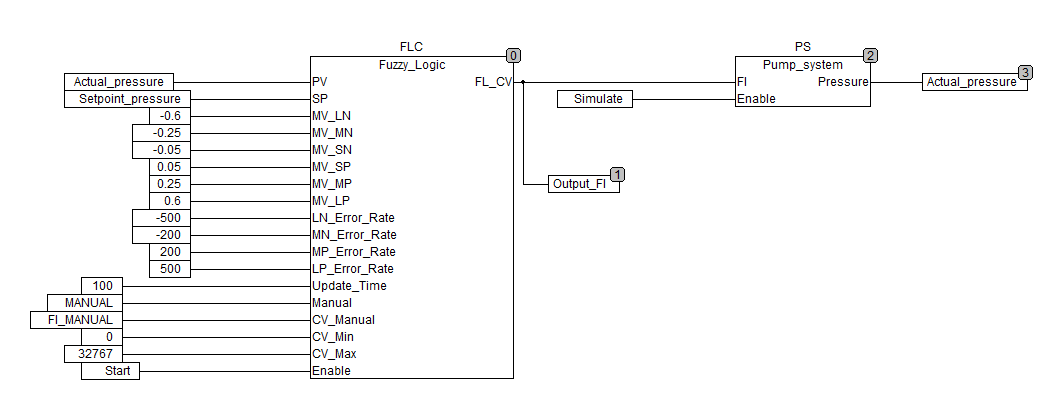 FLC
0
Fuzzy_Logic
Actual_pressure PV FL_CV
Setpoint_pressure SP
-0.6 MV_LN
-0.25 MV_MN
-0.05 MV_SN
0.05 MV_SP
0.25 MV_MP
0.6 MV_LP
-500 LN_Error_Rate
-200 MN_Error_Rate
200 MP_Error_Rate
500 LP_Error_Rate
100 Update_Time
MANUAL Manual
FI_MANUAL CV_Manual
0 CV_Min
32767 CV_Max
Start Enable
PS
2
Pump_system
FI Pressure
Simulate Enable
3
Actual_pressure
1
Output_FI